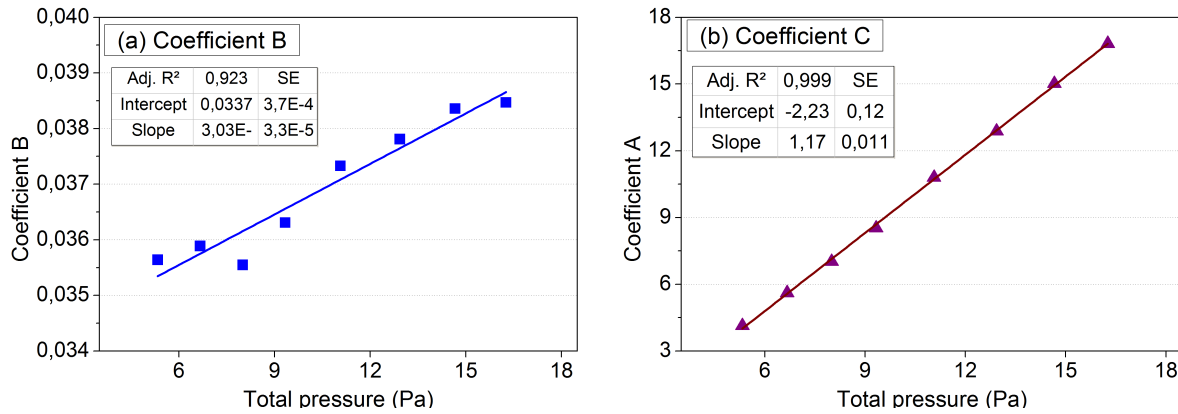 (a) Coefficient B
Adj. R² 0,923 SE
Intercept 0,0337 3,7E-4
Slope 3,03E- 3,3E-5
0,040
0,039
0,038
0,037
0,036
0,035
0,034
Coefficient B
6 9 12 15 18
Total pressure (Pa)
(b) Coefficient C
Adj. R² 0,999 SE
Intercept -2,23 0,12
Slope 1,17 0,011
18
15
12
9
6
3
Coefficient A
6 9 12 15 18
Total pressure (Pa)